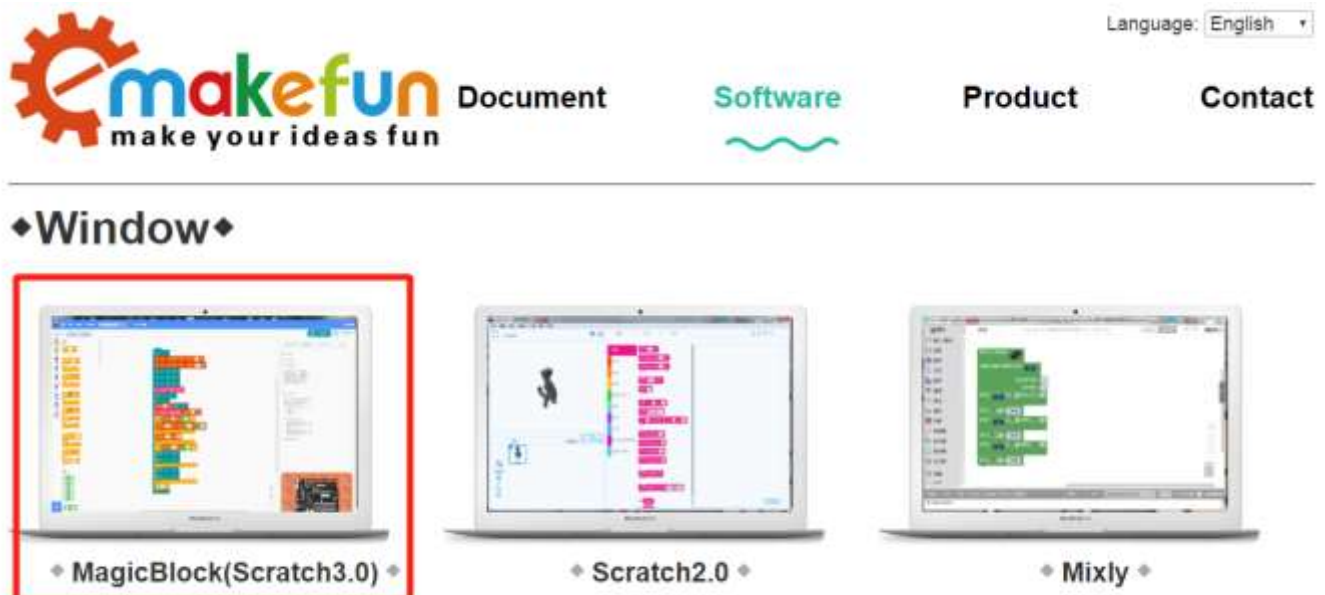 Language: English
emakefun
make your ideas fun
Document Software Product Contact
◆Window◆
◆ MagicBlock(Scratch3.0) ◆
◆ Scratch2.0 ◆
◆ Mixly ◆